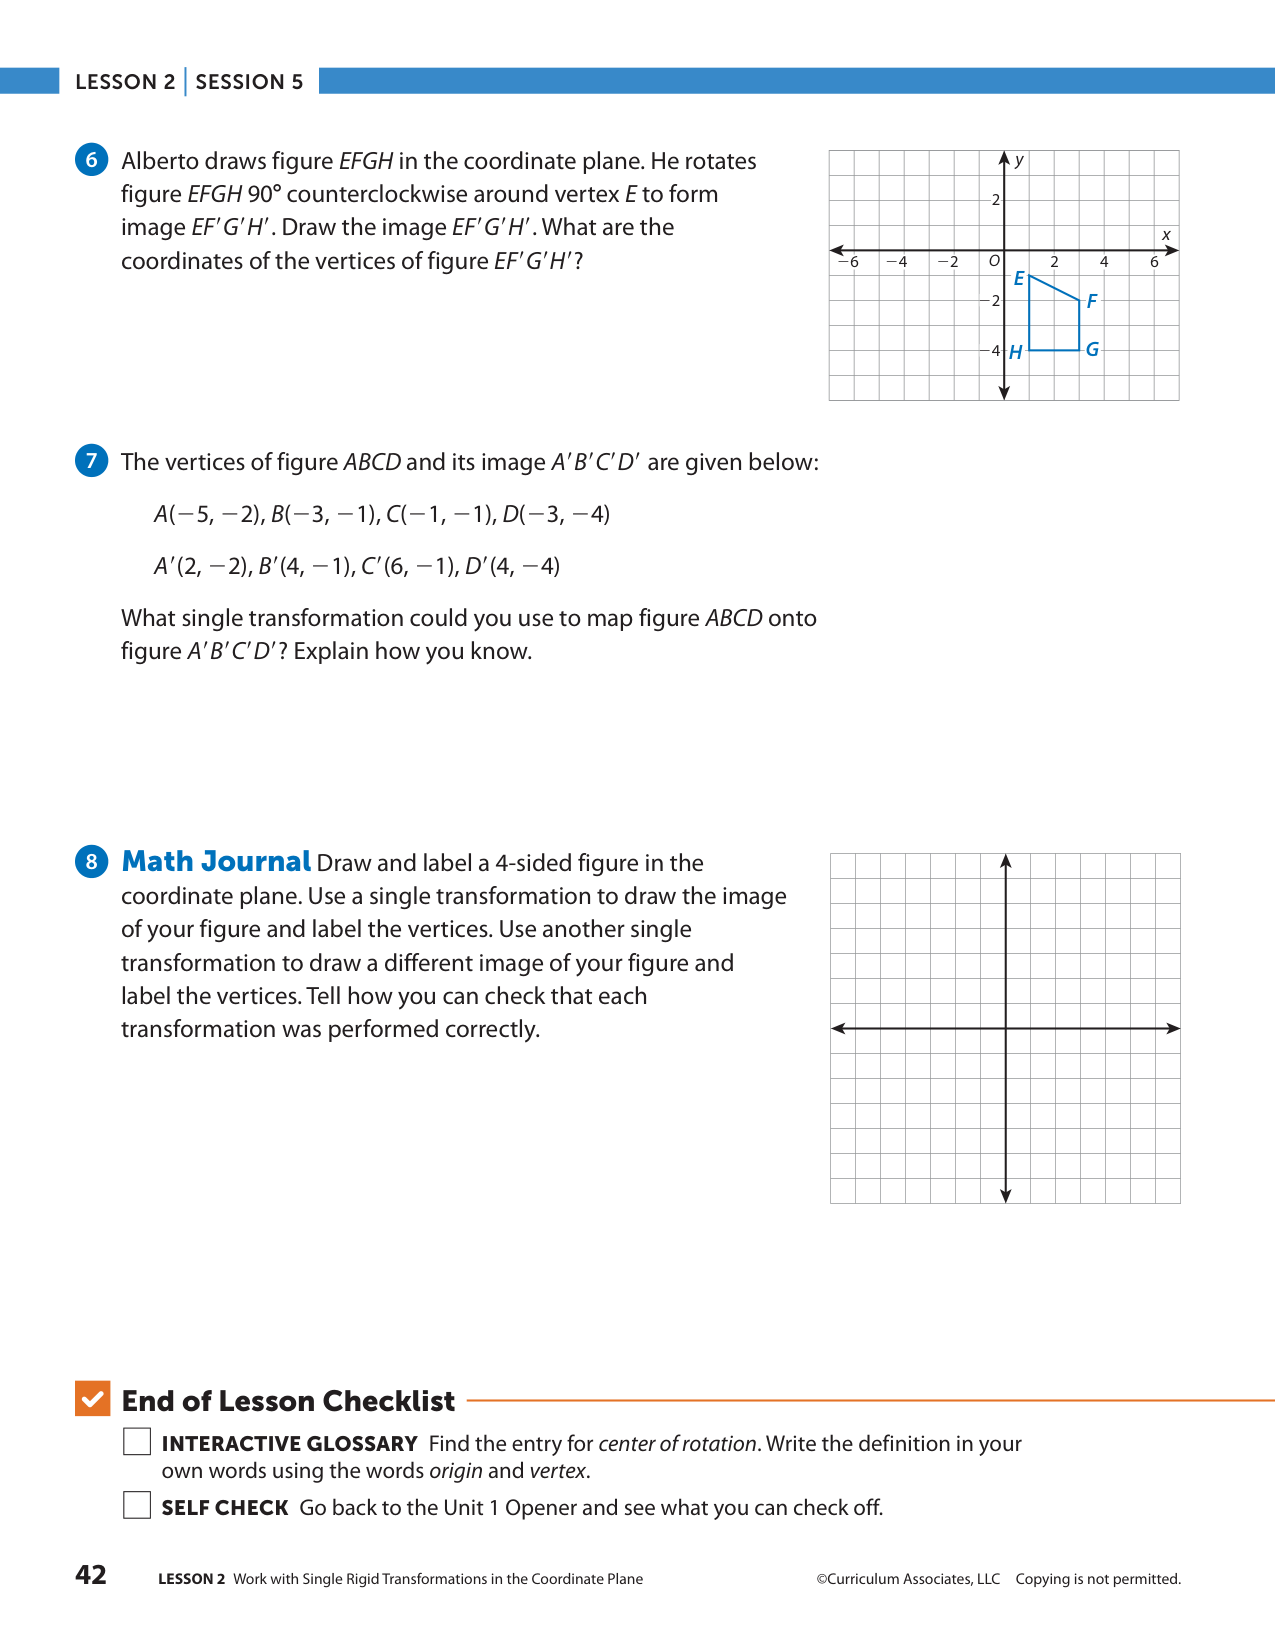 LESSON 2 | SESSION 5
6 Alberto draws figure EFGH in the coordinate plane. He rotates
figure EFGH 90° counterclockwise around vertex E to form
image EF′G′H′. Draw the image EF′G′H′. What are the
coordinates of the vertices of figure EF′G′H′?
y
2
x
−6 −4 −2 O 2 4 6
E
−2 F
−4 H G
7 The vertices of figure ABCD and its image A′B′C′D′ are given below:
A(−5, −2), B(−3, −1), C(−1, −1), D(−3, −4)
A′(2, −2), B′(4, −1), C′(6, −1), D′(4, −4)
What single transformation could you use to map figure ABCD onto
figure A′B′C′D′? Explain how you know.
8 Math Journal Draw and label a 4-sided figure in the
coordinate plane. Use a single transformation to draw the image
of your figure and label the vertices. Use another single
transformation to draw a different image of your figure and
label the vertices. Tell how you can check that each
transformation was performed correctly.
End of Lesson Checklist
INTERACTIVE GLOSSARY Find the entry for center of rotation. Write the definition in your
own words using the words origin and vertex.
SELF CHECK Go back to the Unit 1 Opener and see what you can check off.
42 LESSON 2 Work with Single Rigid Transformations in the Coordinate Plane ©Curriculum Associates, LLC Copying is not permitted.